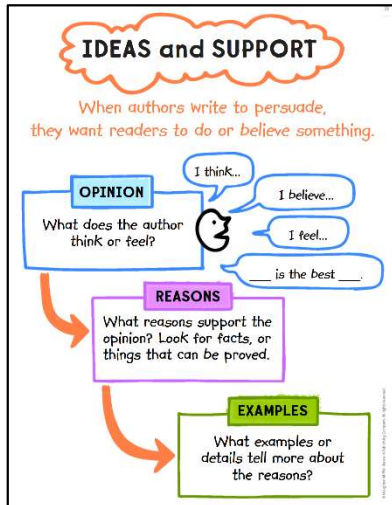 IDEAS and SUPPORT
When authors write to persuade,
they want readers to do or believe something.
OPINION
What does the author
think or feel?
I think...
I believe...
I feel...
___ is the best ___.
REASONS
What reasons support the
opinion? Look for facts, or
things that can be proved.
EXAMPLES
What examples or
details tell more about
the reasons?